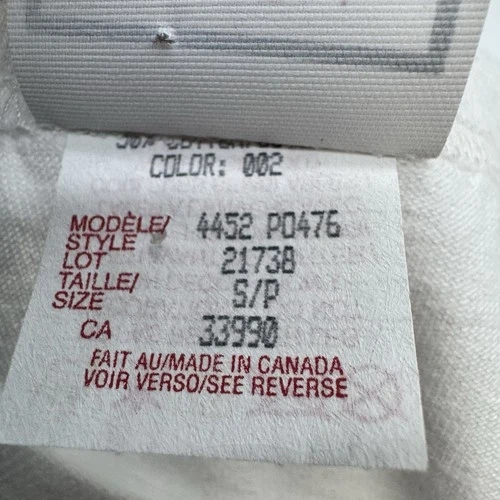 COLOR: 002
MODÈLE/ STYLE 4452 P0476
LOT 21738
TAILLE/ SIZE S/P
CA 33990
FAIT AU/MADE IN CANADA
VOIR VERSO/SEE REVERSE